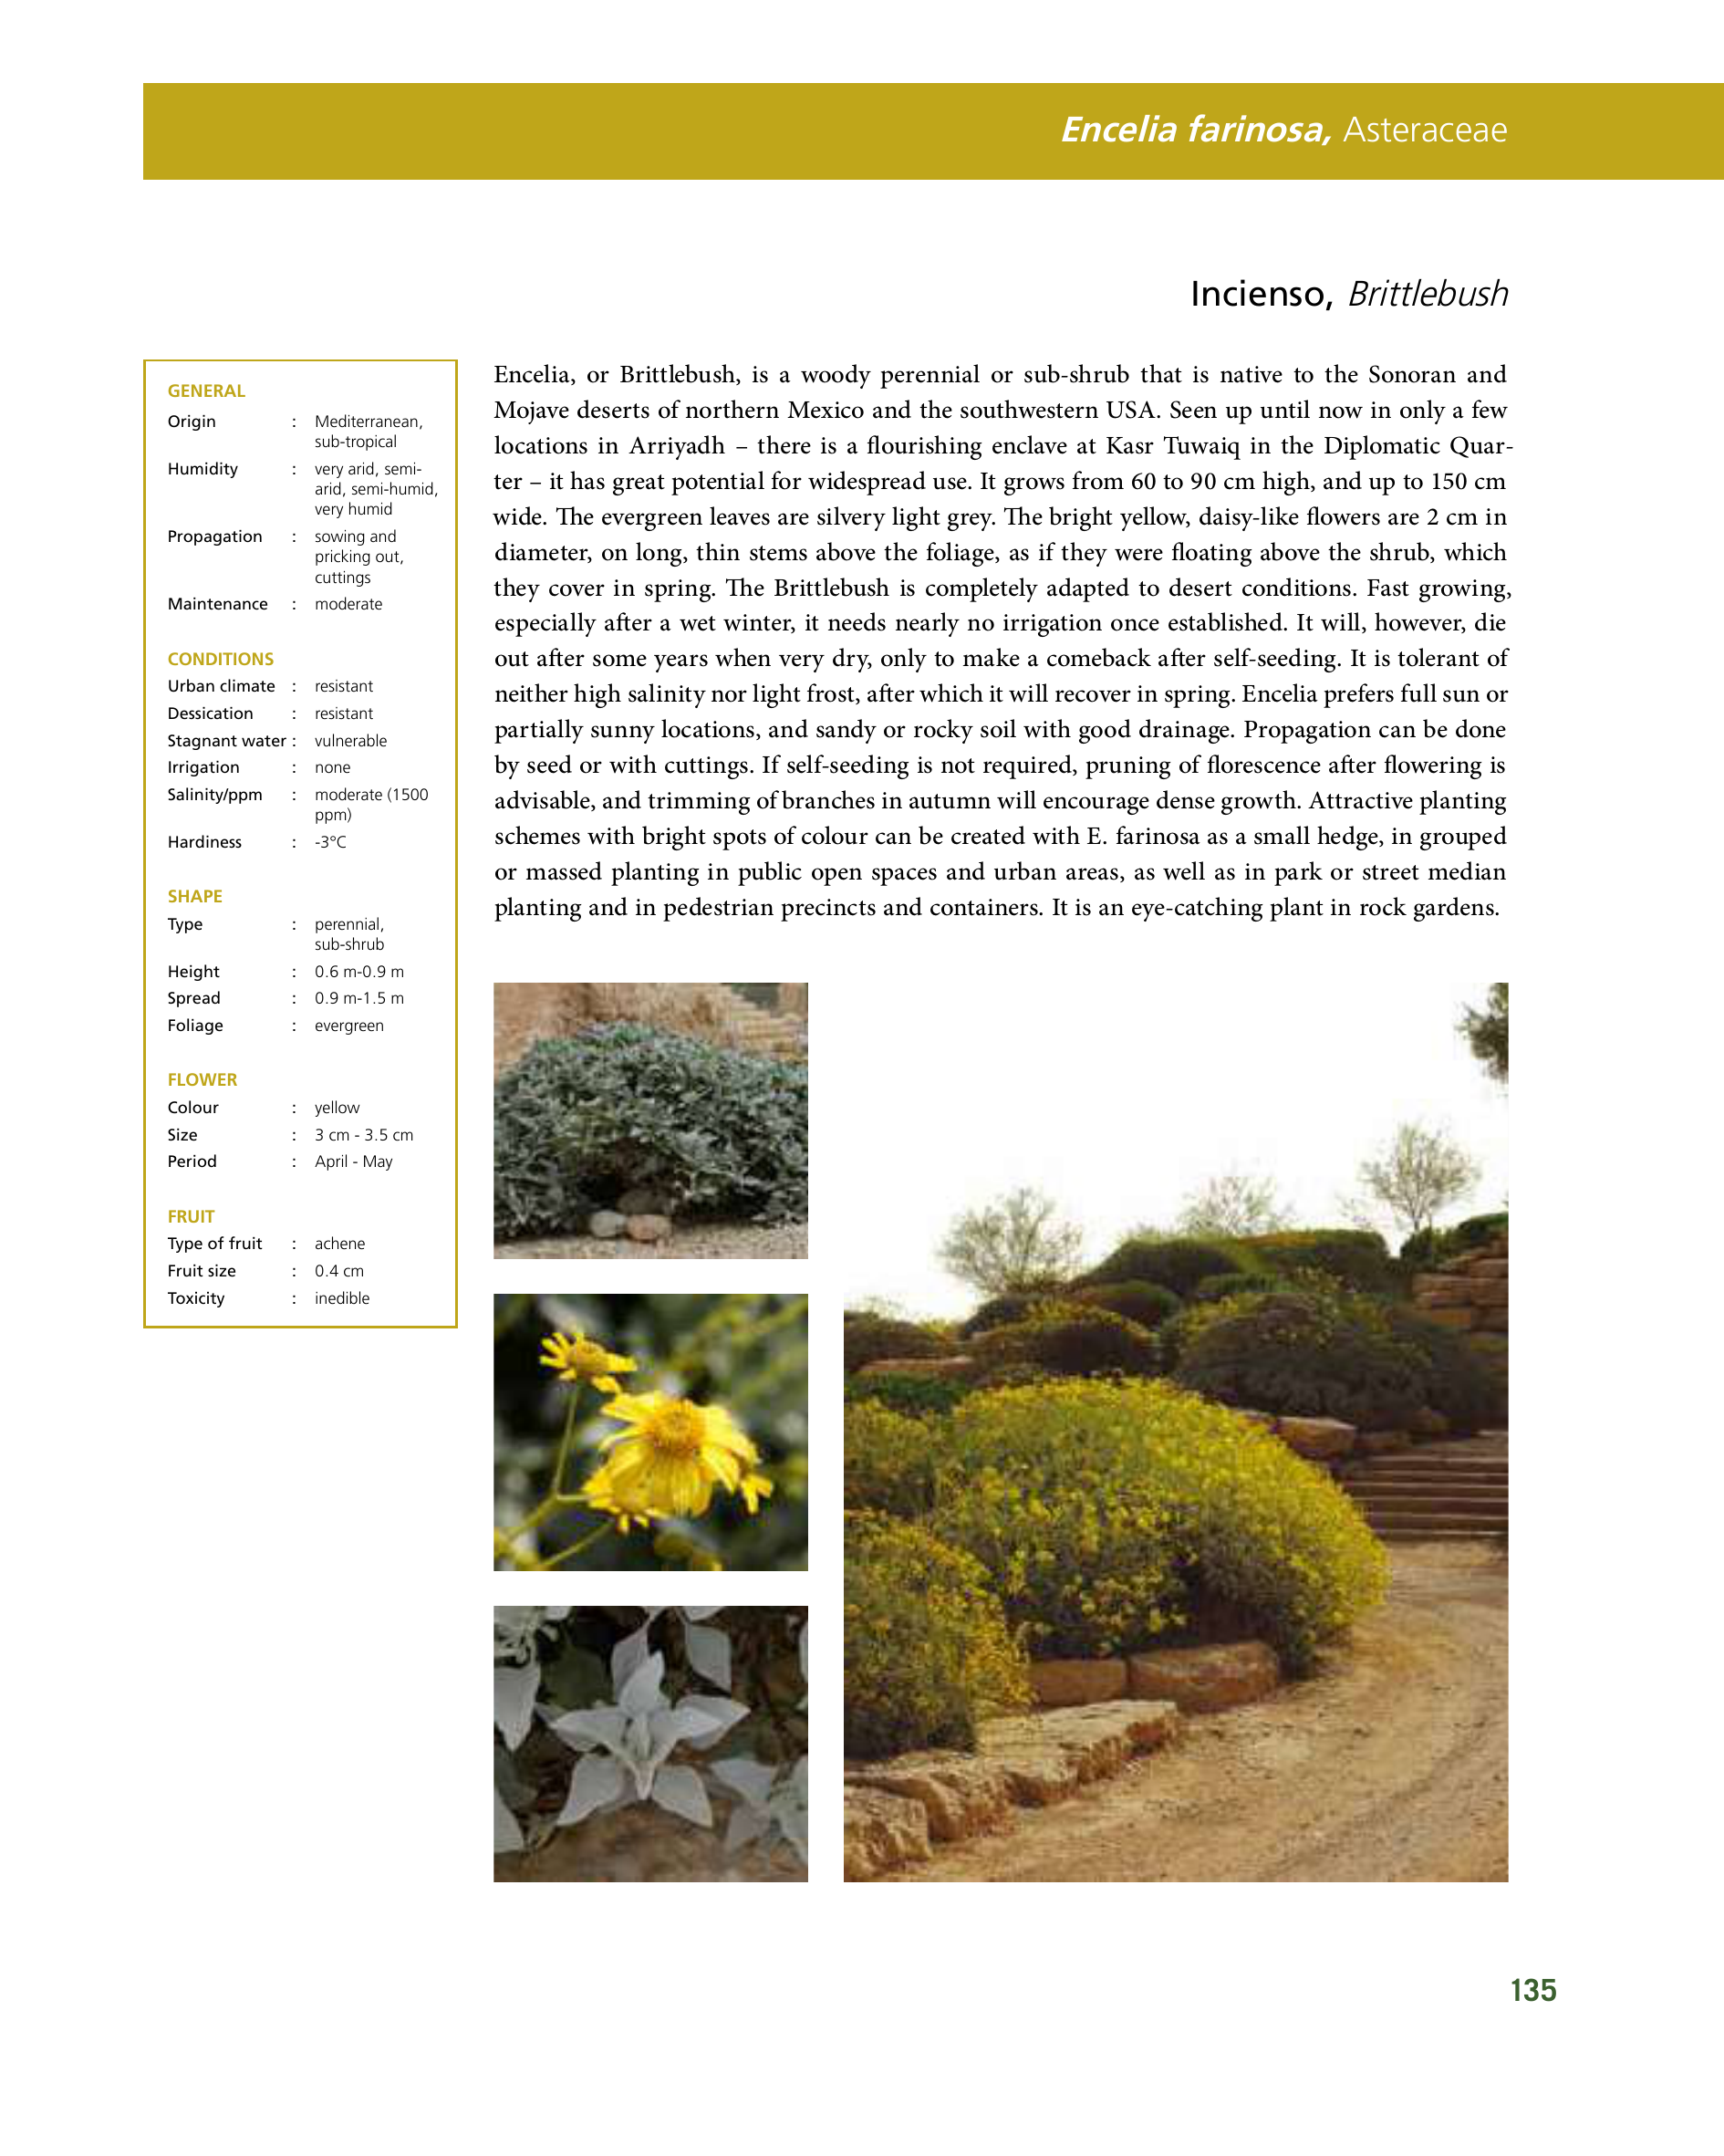 Encelia farinosa, Asteraceae
Incienso, Brittlebush
GENERAL
Origin : Mediterranean,
sub-tropical
Humidity : very arid, semi-
arid, semi-humid,
very humid
Propagation : sowing and
pricking out,
cuttings
Maintenance : moderate
CONDITIONS
Urban climate : resistant
Dessication : resistant
Stagnant water : vulnerable
Irrigation : none
Salinity/ppm : moderate (1500
ppm)
Hardiness : -3°C
SHAPE
Type : perennial,
sub-shrub
Height : 0.6 m-0.9 m
Spread : 0.9 m-1.5 m
Foliage : evergreen
FLOWER
Colour : yellow
Size : 3 cm - 3.5 cm
Period : April - May
FRUIT
Type of fruit : achene
Fruit size : 0.4 cm
Toxicity : inedible
Encelia, or Brittlebush, is a woody perennial or sub-shrub that is native to the Sonoran and
Mojave deserts of northern Mexico and the southwestern USA. Seen up until now in only a few
locations in Arriyadh – there is a flourishing enclave at Kasr Tuwaiq in the Diplomatic Quar-
ter – it has great potential for widespread use. It grows from 60 to 90 cm high, and up to 150 cm
wide. The evergreen leaves are silvery light grey. The bright yellow, daisy-like flowers are 2 cm in
diameter, on long, thin stems above the foliage, as if they were floating above the shrub, which
they cover in spring. The Brittlebush is completely adapted to desert conditions. Fast growing,
especially after a wet winter, it needs nearly no irrigation once established. It will, however, die
out after some years when very dry, only to make a comeback after self-seeding. It is tolerant of
neither high salinity nor light frost, after which it will recover in spring. Encelia prefers full sun or
partially sunny locations, and sandy or rocky soil with good drainage. Propagation can be done
by seed or with cuttings. If self-seeding is not required, pruning of florescence after flowering is
advisable, and trimming of branches in autumn will encourage dense growth. Attractive planting
schemes with bright spots of colour can be created with E. farinosa as a small hedge, in grouped
or massed planting in public open spaces and urban areas, as well as in park or street median
planting and in pedestrian precincts and containers. It is an eye-catching plant in rock gardens.
135